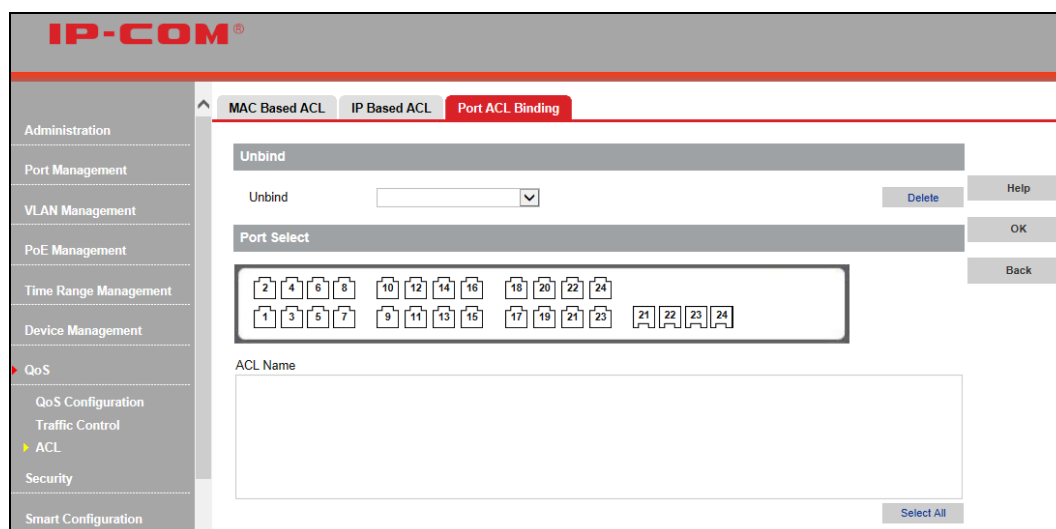 IP-COM®
MAC Based ACL IP Based ACL Port ACL Binding
Administration
Port Management
VLAN Management
PoE Management
Time Range Management
Device Management
QoS
QoS Configuration
Traffic Control
ACL
Security
Smart Configuration
Unbind
Unbind Delete
Port Select
2 4 6 8 10 12 14 16 18 20 22 24
1 3 5 7 9 11 13 15 17 19 21 23 21 22 23 24
ACL Name
Select All
Help
OK
Back